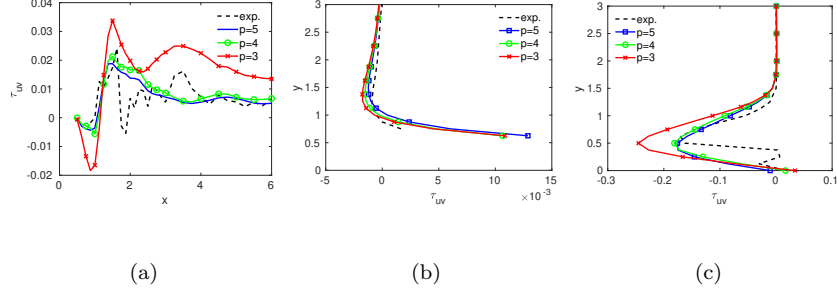 0.04
0.03
0.02
0.01
0
-0.01
-0.02
τuv
0 2 4 6
x
exp.
p=5
p=4
p=3
(a)
3
2.5
2
1.5
1
0.5
0
y
-5 0 5 10 15
τuv
×10-3
exp.
p=5
p=4
p=3
(b)
3
2.5
2
1.5
1
0.5
0
y
-0.3 -0.2 -0.1 0 0.1
τuv
exp.
p=5
p=4
p=3
(c)